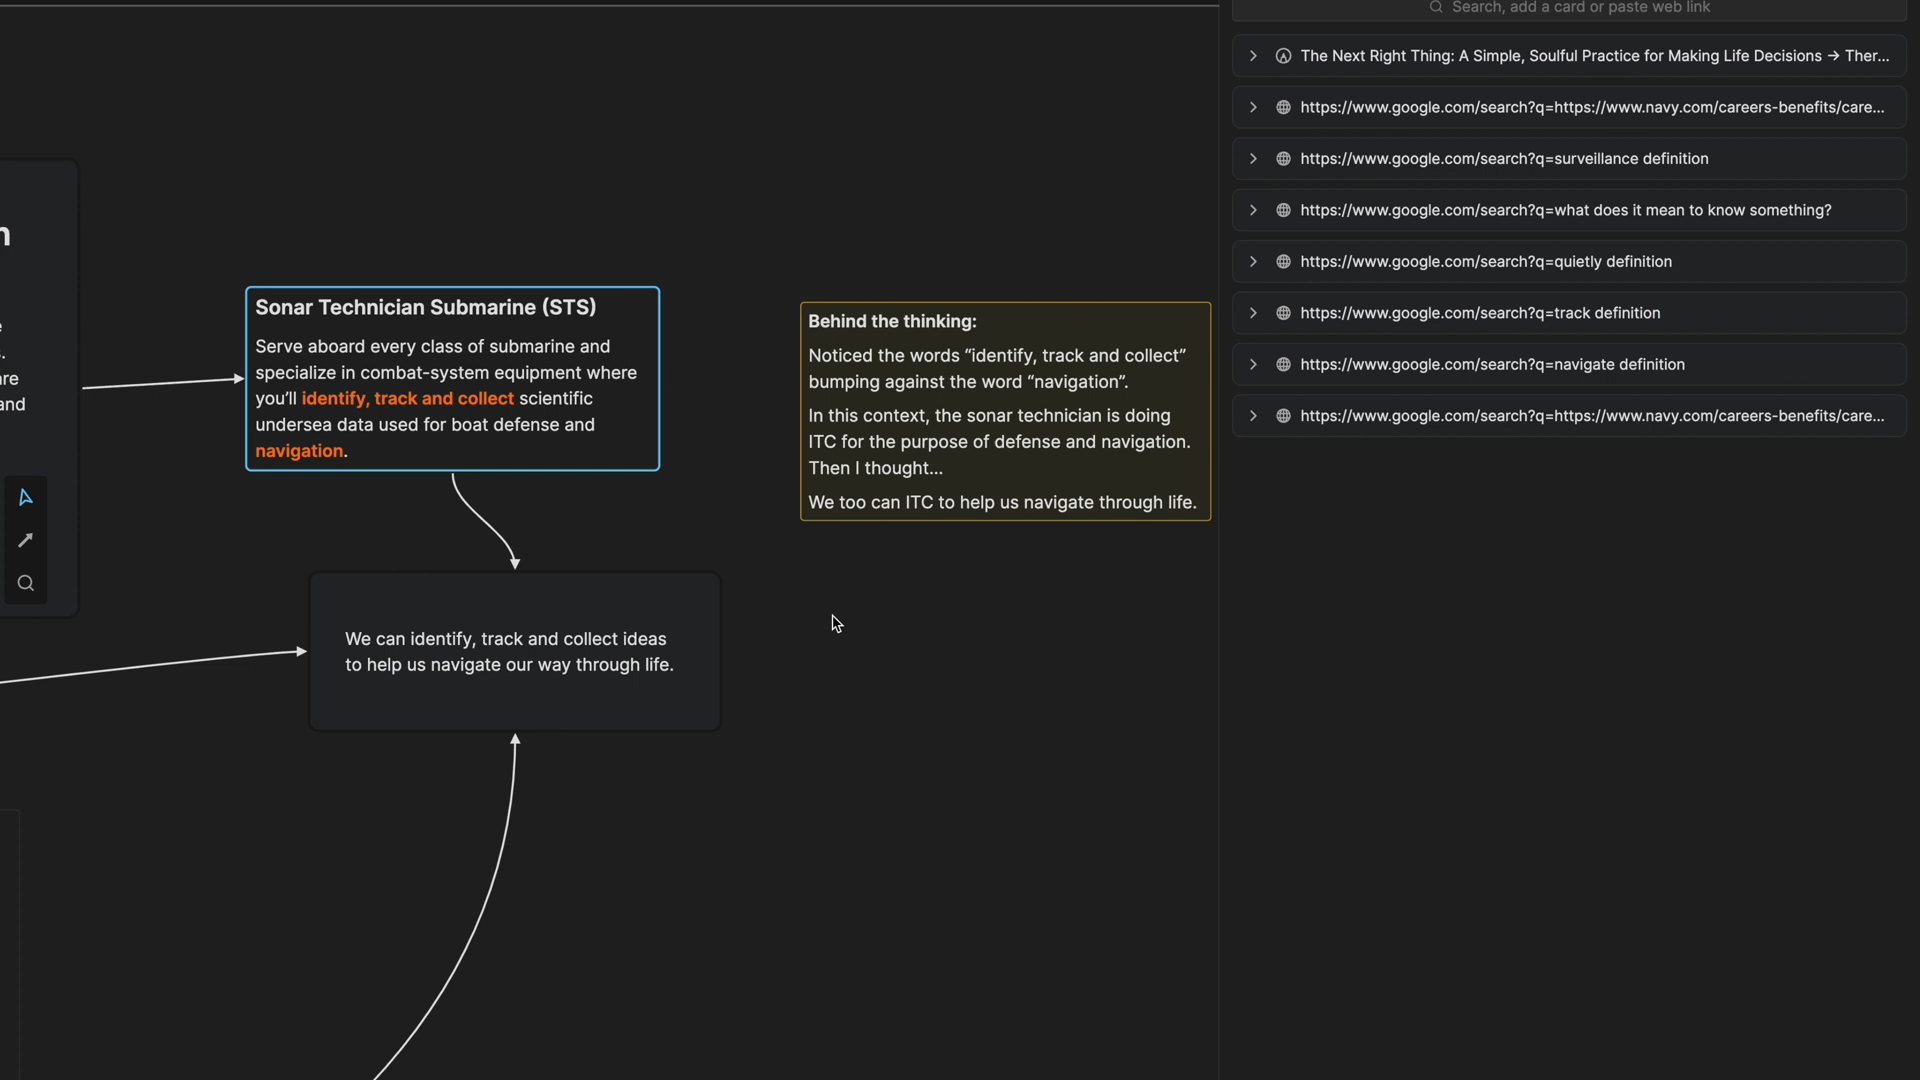 Search, add a card or paste web link
The Next Right Thing: A Simple, Soulful Practice for Making Life Decisions → Ther...
https://www.google.com/search?q=https://www.navy.com/careers-benefits/care...
https://www.google.com/search?q=surveillance definition
https://www.google.com/search?q=what does it mean to know something?
https://www.google.com/search?q=quietly definition
https://www.google.com/search?q=track definition
https://www.google.com/search?q=navigate definition
https://www.google.com/search?q=https://www.navy.com/careers-benefits/care...
and
Sonar Technician Submarine (STS)
Serve aboard every class of submarine and
specialize in combat-system equipment where
you’ll identify, track and collect scientific
undersea data used for boat defense and
navigation.
Behind the thinking:
Noticed the words “identify, track and collect”
bumping against the word “navigation”.
In this context, the sonar technician is doing
ITC for the purpose of defense and navigation.
Then I thought...
We too can ITC to help us navigate through life.
We can identify, track and collect ideas
to help us navigate our way through life.